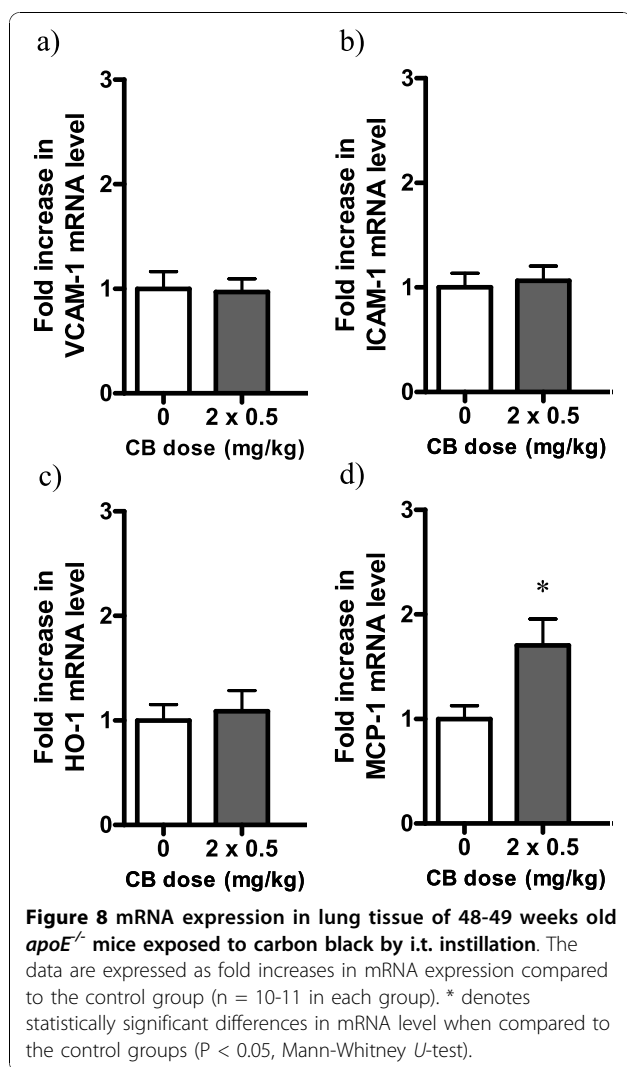 a)
3
2
1
0
Fold increase in
VCAM-1 mRNA level
0
2 x 0.5
CB dose (mg/kg)
b)
3
2
1
0
Fold increase in
ICAM-1 mRNA level
0
2 x 0.5
CB dose (mg/kg)
c)
3
2
1
0
Fold increase in
HO-1 mRNA level
0
2 x 0.5
CB dose (mg/kg)
d)
3
2
1
0
Fold increase in
MCP-1 mRNA level
*
0
2 x 0.5
CB dose (mg/kg)
Figure 8 mRNA expression in lung tissue of 48-49 weeks old
apoE-/- mice exposed to carbon black by i.t. instillation. The
data are expressed as fold increases in mRNA expression compared
to the control group (n = 10-11 in each group). * denotes
statistically significant differences in mRNA level when compared to
the control groups (P < 0.05, Mann-Whitney U-test).